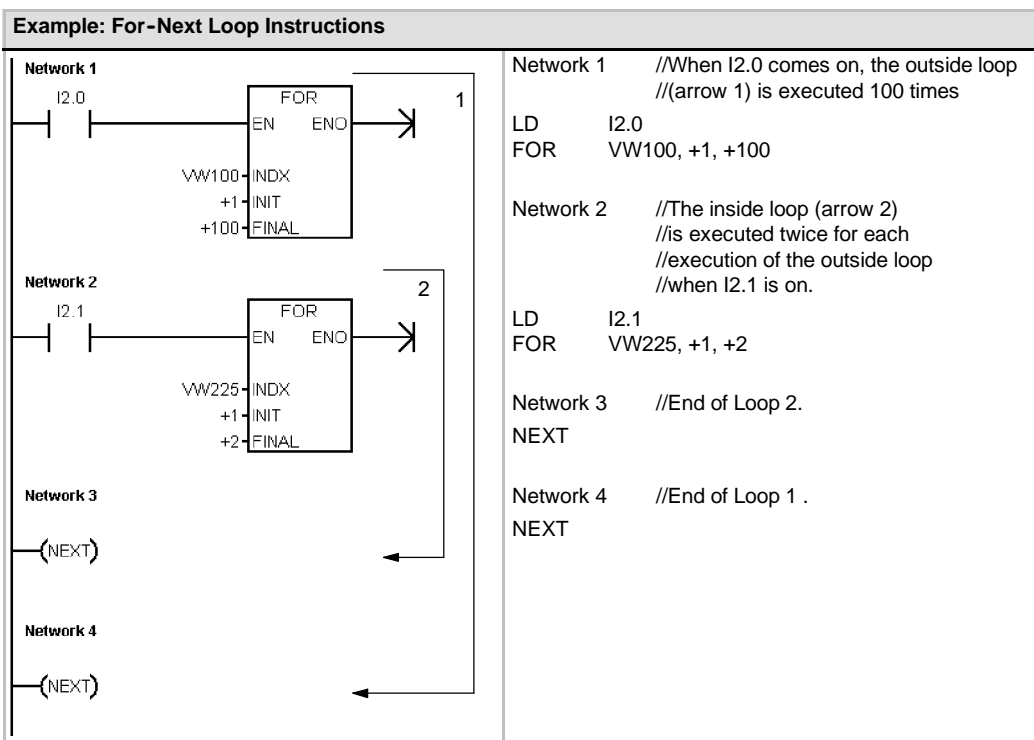 Example: For-Next Loop Instructions
Network 1
I2.0
FOR
EN ENO
1
VW100 INDX
+1 INIT
+100 FINAL
Network 2
I2.1
FOR
EN ENO
2
VW225 INDX
+1 INIT
+2 FINAL
Network 3
(NEXT)
Network 4
(NEXT)
Network 1 //When I2.0 comes on, the outside loop
//(arrow 1) is executed 100 times
LD I2.0
FOR VW100, +1, +100
Network 2 //The inside loop (arrow 2)
//is executed twice for each
//execution of the outside loop
//when I2.1 is on.
LD I2.1
FOR VW225, +1, +2
Network 3 //End of Loop 2.
NEXT
Network 4 //End of Loop 1 .
NEXT